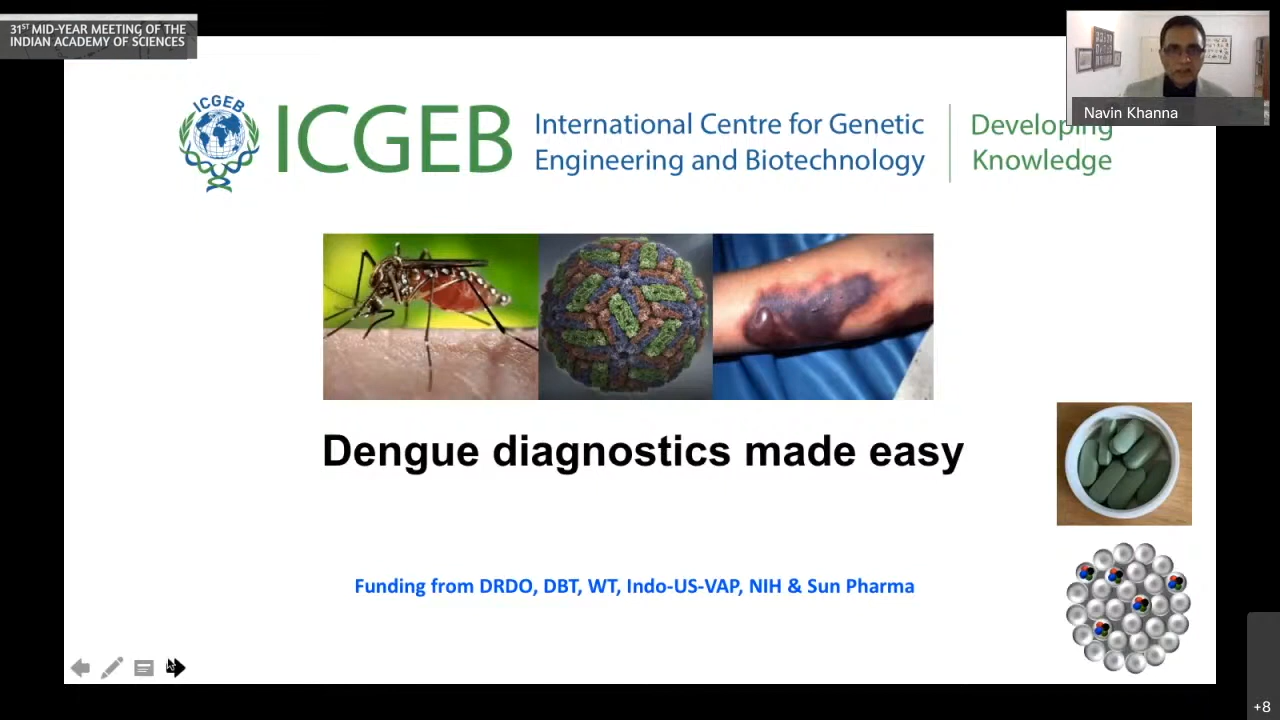 31ST MID-YEAR MEETING OF THE
INDIAN ACADEMY OF SCIENCES
Navin Khanna
ICGEB
ICGEB
International Centre for Genetic
Engineering and Biotechnology
Developing
Knowledge
Dengue diagnostics made easy
Funding from DRDO, DBT, WT, Indo-US-VAP, NIH & Sun Pharma
+8